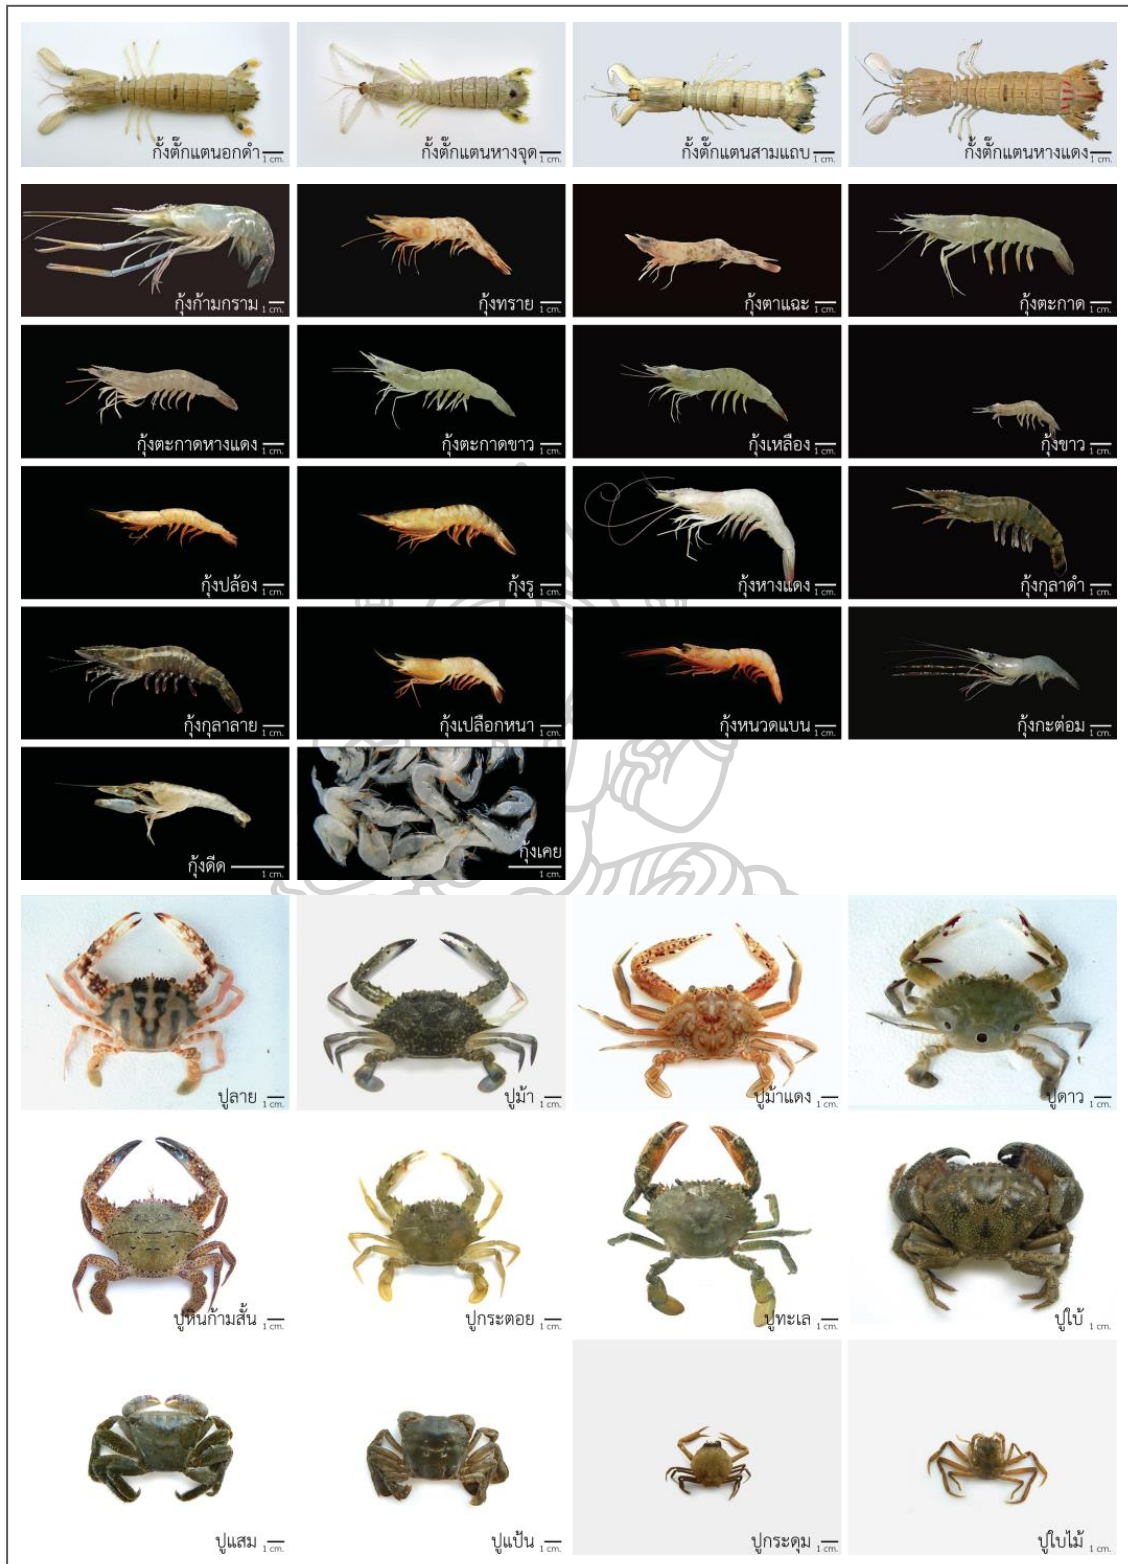 กั้งตั๊กแตนอกดำ 1 cm.
กั้งตั๊กแตนหางจุด 1 cm.
กั้งตั๊กแตนสามแถบ 1 cm.
กั้งตั๊กแตนหางแดง 1 cm.
กุ้งก้ามกราม 1 cm.
กุ้งทราย 1 cm.
กุ้งตาแฉะ 1 cm.
กุ้งตะกาด 1 cm.
กุ้งตะกาดหางแดง 1 cm.
กุ้งตะกาดขาว 1 cm.
กุ้งเหลือง 1 cm.
กุ้งขาว 1 cm.
กุ้งปล้อง 1 cm.
กุ้งรู 1 cm.
กุ้งหางแดง 1 cm.
กุ้งกุลาดำ 1 cm.
กุ้งกุลาลาย 1 cm.
กุ้งเปลือกหนา 1 cm.
กุ้งหนวดแบน 1 cm.
กุ้งกะต่อม 1 cm.
กุ้งดีด 1 cm.
กุ้งเคย 1 cm.
ปูลาย 1 cm.
ปูม้า 1 cm.
ปูม้าแดง 1 cm.
ปูดาว 1 cm.
ปูหินก้ามสั้น 1 cm.
ปูกระตอย 1 cm.
ปูทะเล 1 cm.
ปูใบ้ 1 cm.
ปูแสม 1 cm.
ปูแป้น 1 cm.
ปูกระดุม 1 cm.
ปูใบไม้ 1 cm.